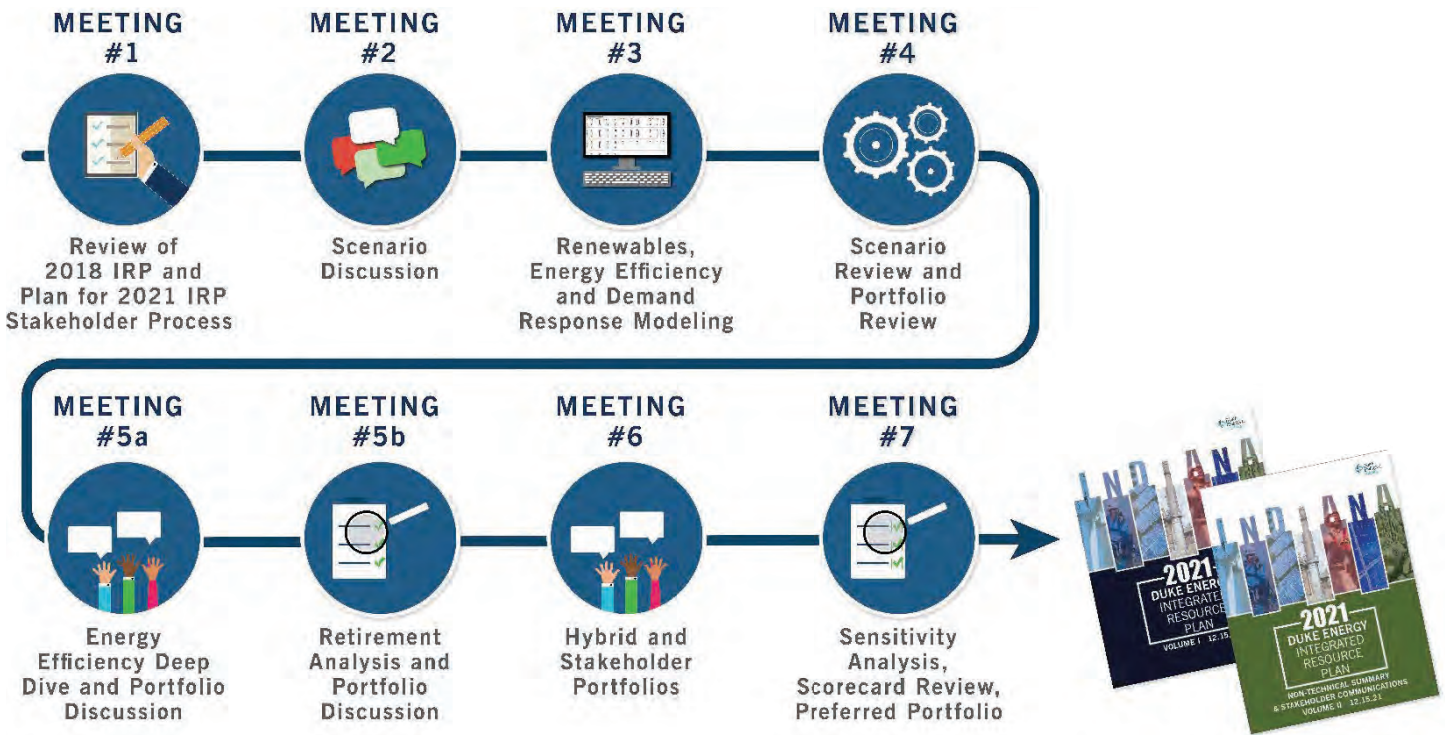 MEETING
#1
Review of
2018 IRP and
Plan for 2021 IRP
Stakeholder Process
MEETING
#2
Scenario
Discussion
MEETING
#3
Renewables,
Energy Efficiency
and Demand
Response Modeling
MEETING
#4
Scenario
Review and
Portfolio
Review
MEETING
#5a
Energy
Efficiency Deep
Dive and Portfolio
Discussion
MEETING
#5b
Retirement
Analysis and
Portfolio
Discussion
MEETING
#6
Hybrid and
Stakeholder
Portfolios
MEETING
#7
Sensitivity
Analysis,
Scorecard Review,
Preferred Portfolio
INDIANA
2021
DUKE ENERGY
INTEGRATED
RESOURCE
PLAN
VOLUME I 12.15.
INDIANA
2021
DUKE ENERGY
INTEGRATED
RESOURCE
PLAN
NON-TECHNICAL SUMMARY
& STAKEHOLDER COMMUNICATIONS
VOLUME II 12.15.21